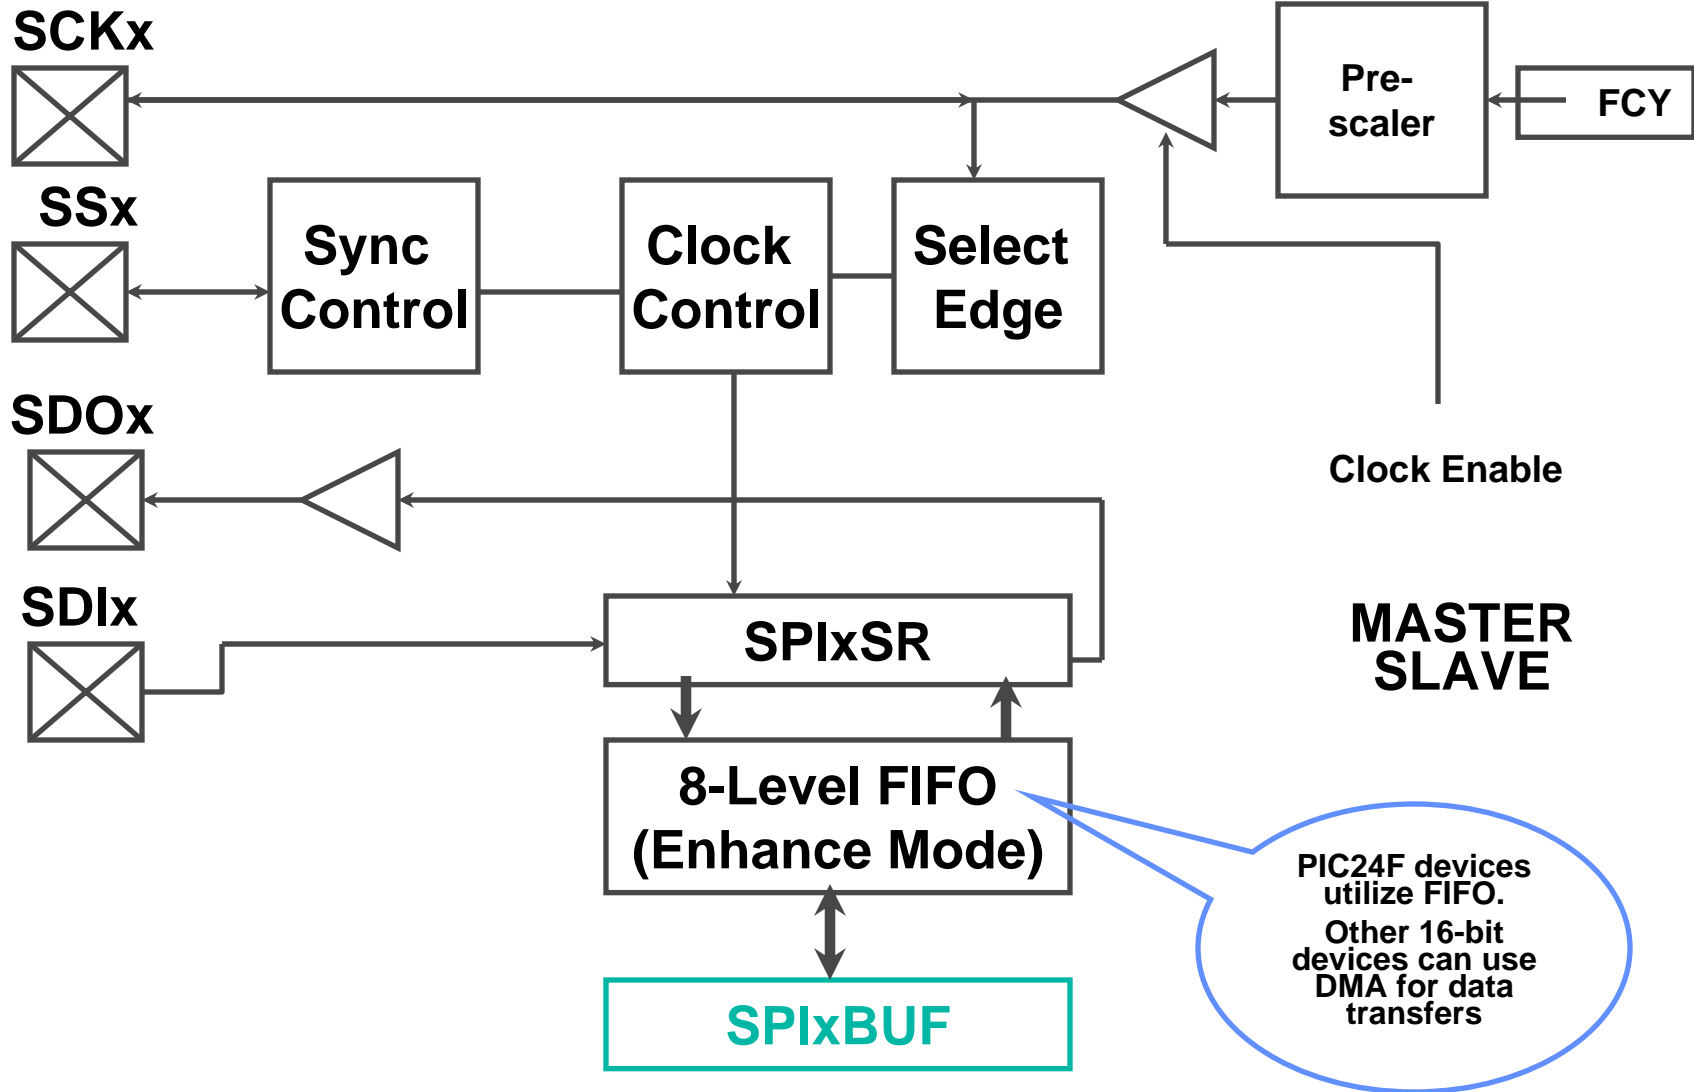 SCKx
Pre-
scaler
FCY
SSx
Sync
Control
Clock
Control
Select
Edge
SDOx
Clock Enable
SDIx
SPIxSR
MASTER
SLAVE
8-Level FIFO
(Enhance Mode)
PIC24F devices
utilize FIFO.
Other 16-bit
devices can use
DMA for data
transfers
SPIxBUF